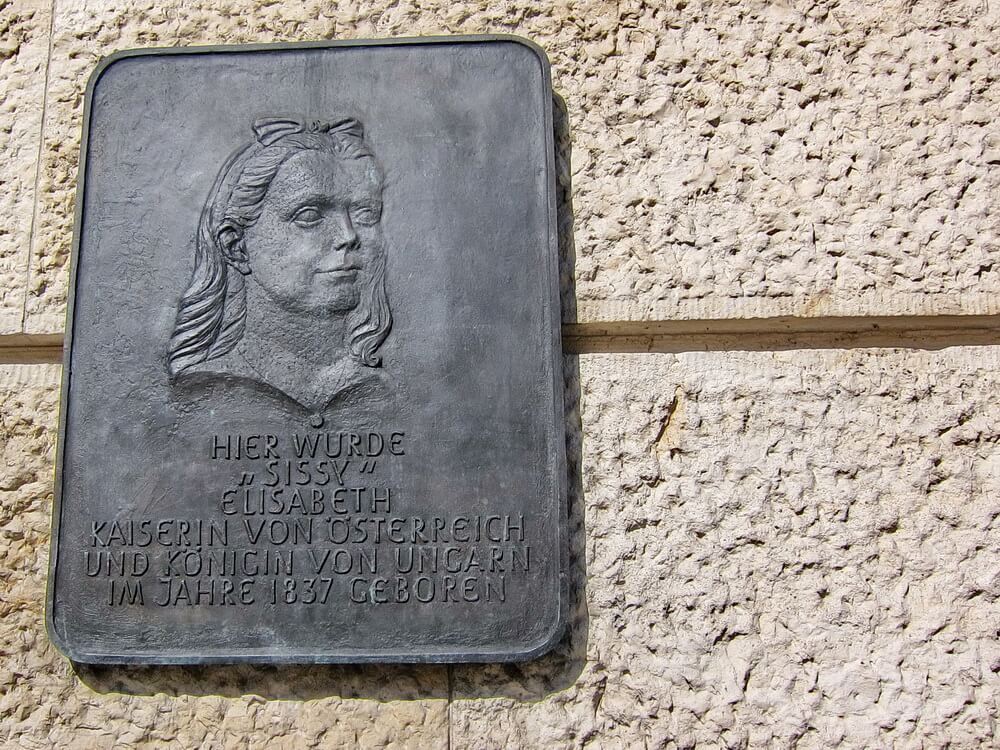 HIER WURDE
„SISSY”
ELISABETH
KAISERIN VON ÖSTERREICH
UND KÖNIGIN VON UNGARN
IM JAHRE 1837 GEBOREN